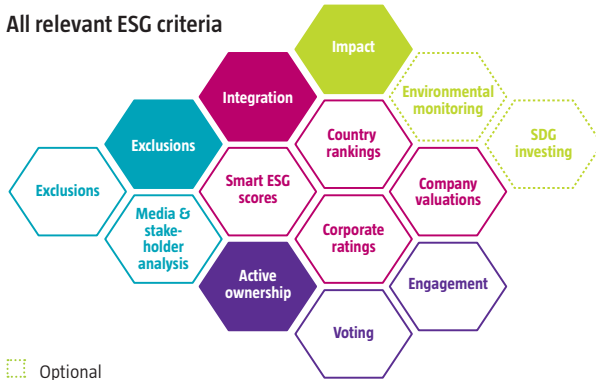 All relevant ESG criteria
Impact
Integration
Environmental
monitoring
Exclusions
Country
rankings
SDG
investing
Exclusions
Smart ESG
scores
Company
valuations
Media &
stake-
holder
analysis
Corporate
ratings
Active
ownership
Engagement
Voting
Optional